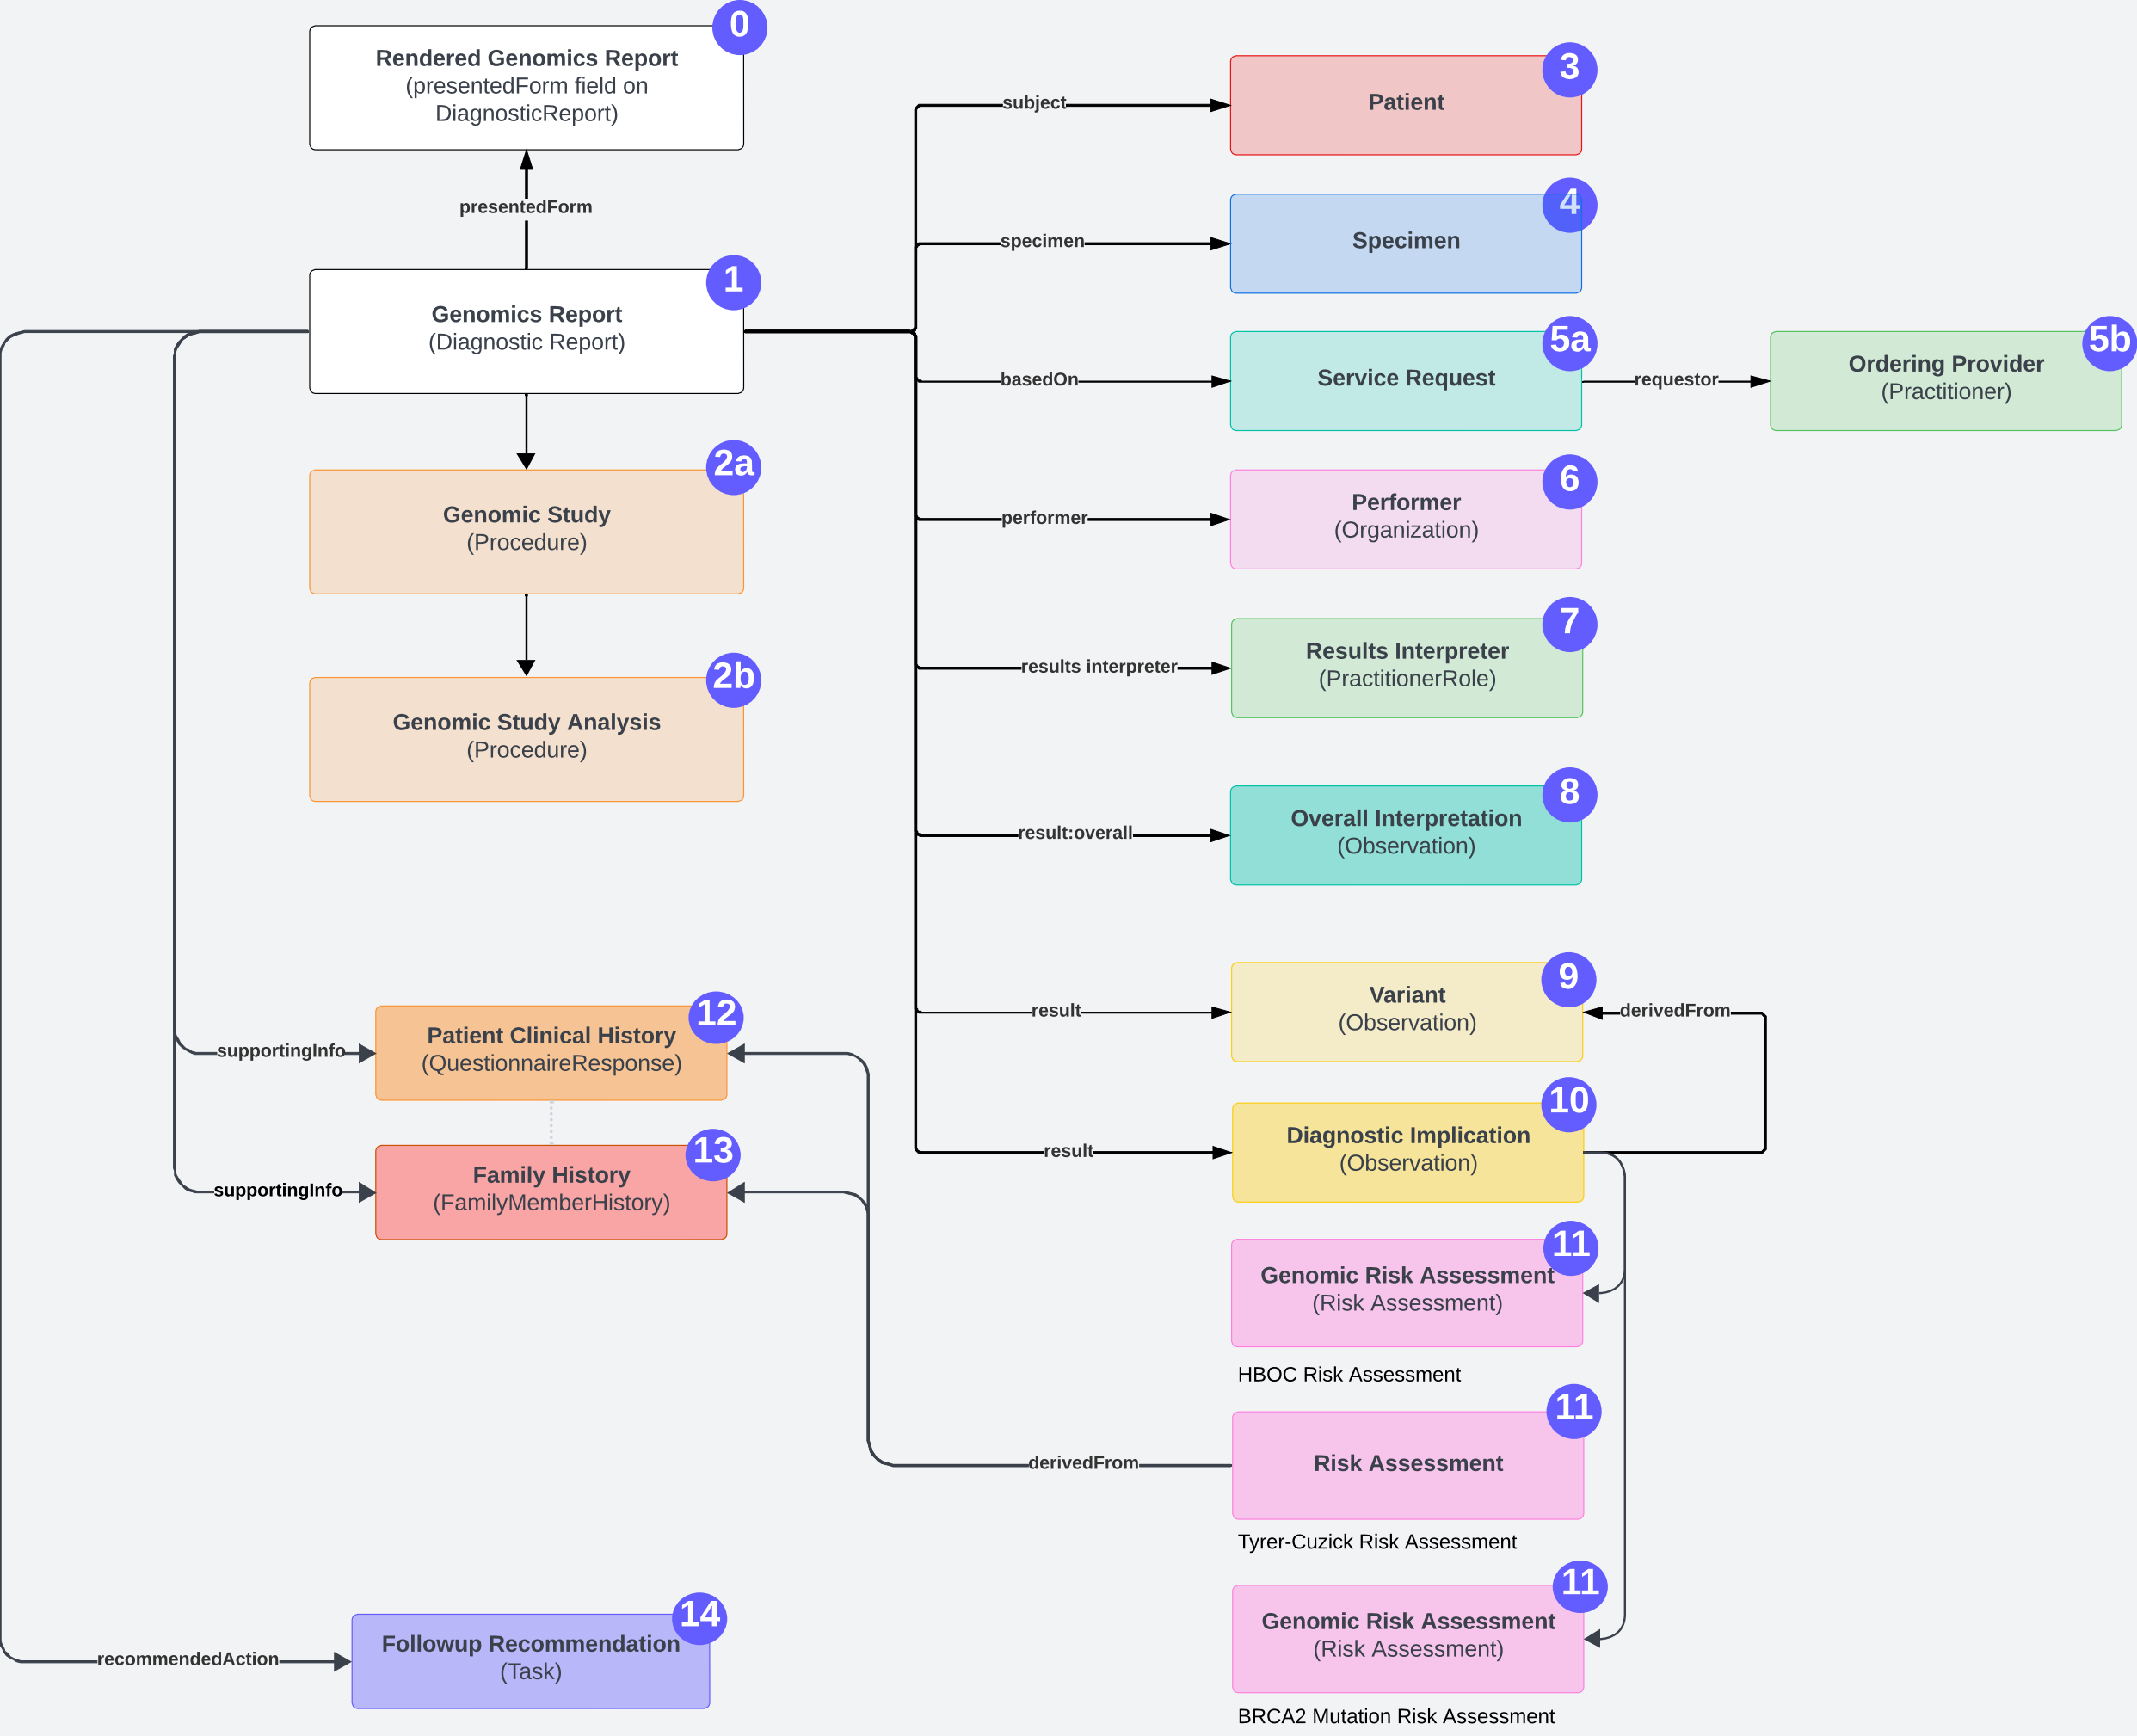 0
Rendered Genomics Report
(presentedForm field on
DiagnosticReport)
presentedForm
1
Genomics Report
(Diagnostic Report)
2a
Genomic Study
(Procedure)
2b
Genomic Study Analysis
(Procedure)
12
Patient Clinical History
(QuestionnaireResponse)
supportingInfo
13
Family History
(FamilyMemberHistory)
supportingInfo
14
Followup Recommendation
(Task)
recommendedAction
subject
3
Patient
specimen
4
Specimen
basedOn
5a
Service Request
requestor
5b
Ordering Provider
(Practitioner)
performer
6
Performer
(Organization)
results interpreter
7
Results Interpreter
(PractitionerRole)
result:overall
8
Overall Interpretation
(Observation)
result
9
Variant
(Observation)
derivedFrom
result
10
Diagnostic Implication
(Observation)
11
Genomic Risk Assessment
(Risk Assessment)
HBOC Risk Assessment
derivedFrom
11
Risk Assessment
Tyrer-Cuzick Risk Assessment
11
Genomic Risk Assessment
(Risk Assessment)
BRCA2 Mutation Risk Assessment